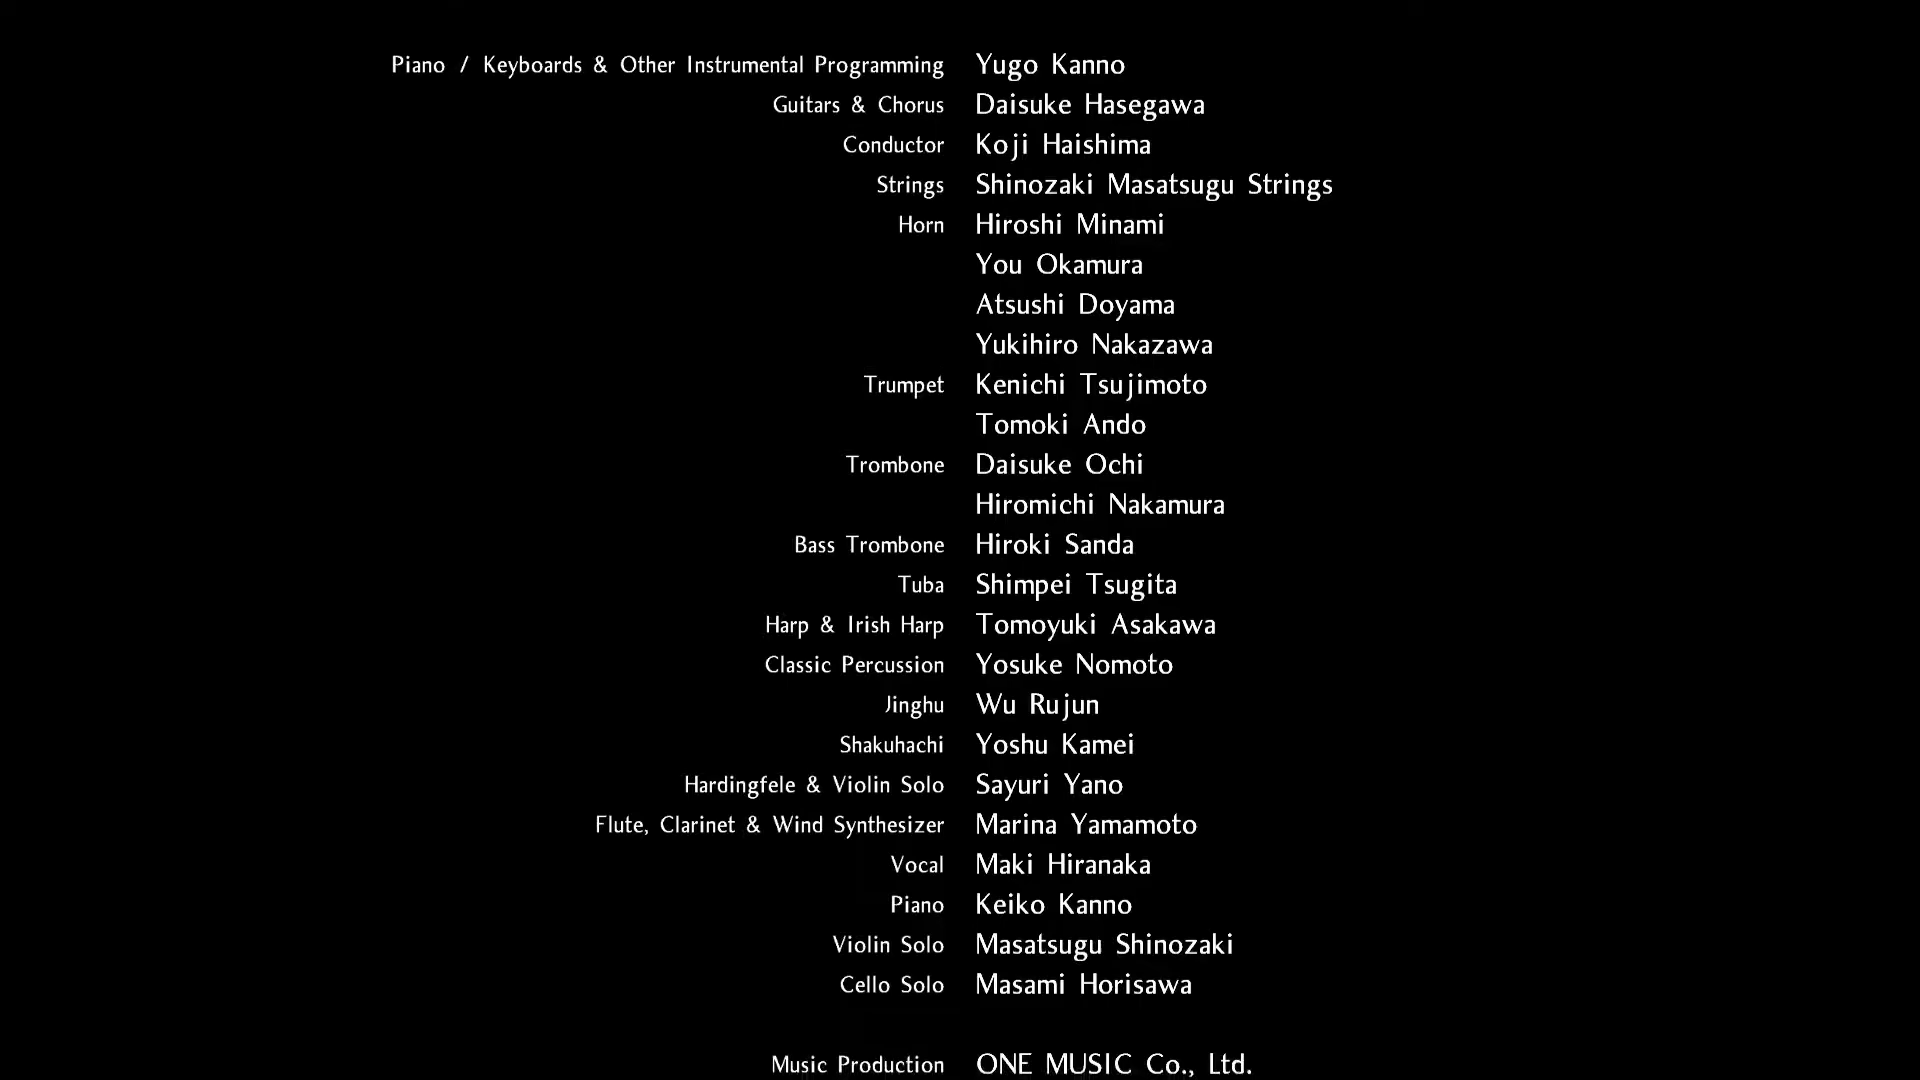 Piano / Keyboards & Other Instrumental Programming Yugo Kanno
Guitars & Chorus Daisuke Hasegawa
Conductor Koji Haishima
Strings Shinozaki Masatsugu Strings
Horn Hiroshi Minami
You Okamura
Atsushi Doyama
Yukihiro Nakazawa
Trumpet Kenichi Tsujimoto
Tomoki Ando
Trombone Daisuke Ochi
Hiromichi Nakamura
Bass Trombone Hiroki Sanda
Tuba Shimpei Tsugita
Harp & Irish Harp Tomoyuki Asakawa
Classic Percussion Yosuke Nomoto
Jinghu Wu Rujun
Shakuhachi Yoshu Kamei
Hardingfele & Violin Solo Sayuri Yano
Flute, Clarinet & Wind Synthesizer Marina Yamamoto
Vocal Maki Hiranaka
Piano Keiko Kanno
Violin Solo Masatsugu Shinozaki
Cello Solo Masami Horisawa
Music Production ONE MUSIC Co., Ltd.